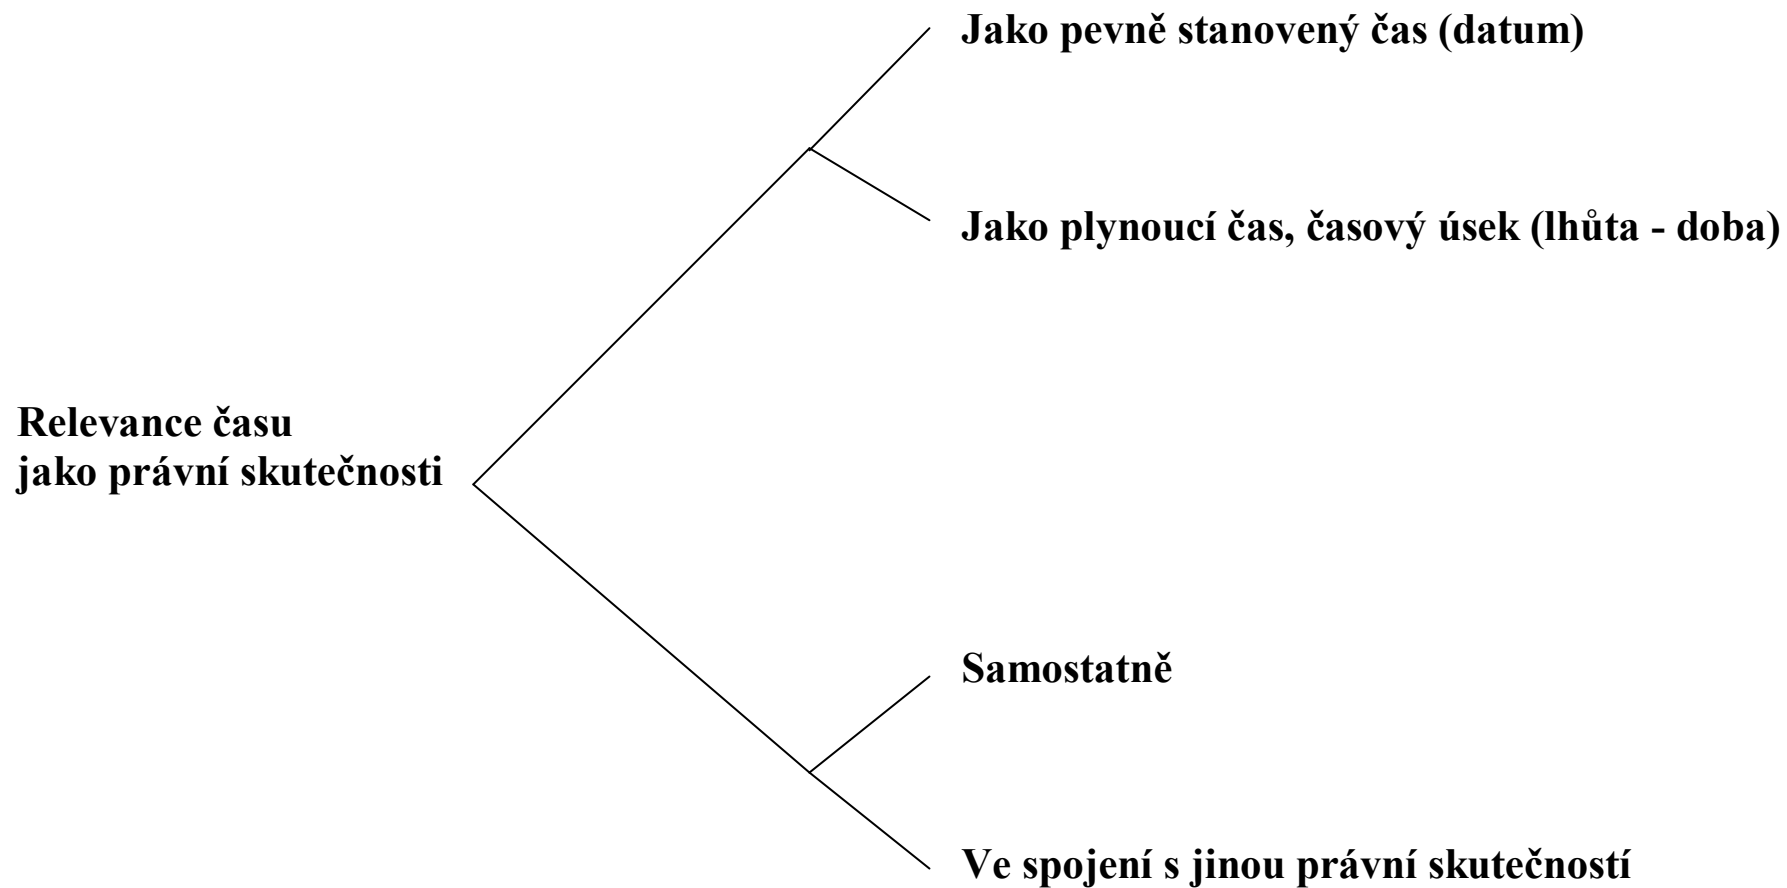 Jako pevně stanovený čas (datum)
Jako plynoucí čas, časový úsek (lhůta - doba)
Relevance času
jako právní skutečnosti
Samostatně
Ve spojení s jinou právní skutečností